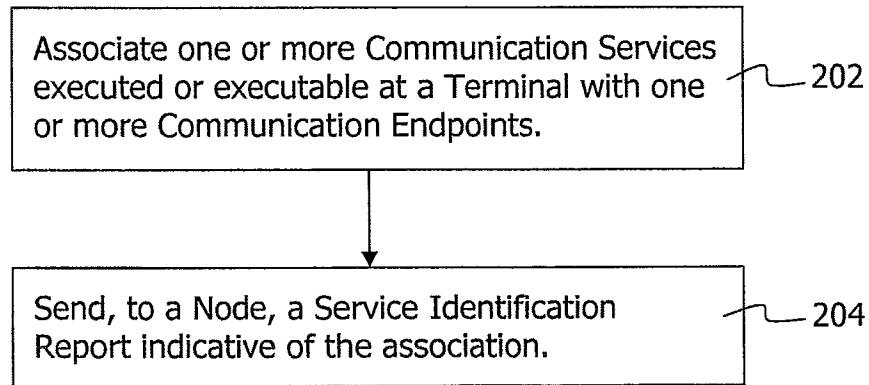 Associate one or more Communication Services
executed or executable at a Terminal with one
or more Communication Endpoints.
202
Send, to a Node, a Service Identification
Report indicative of the association.
204